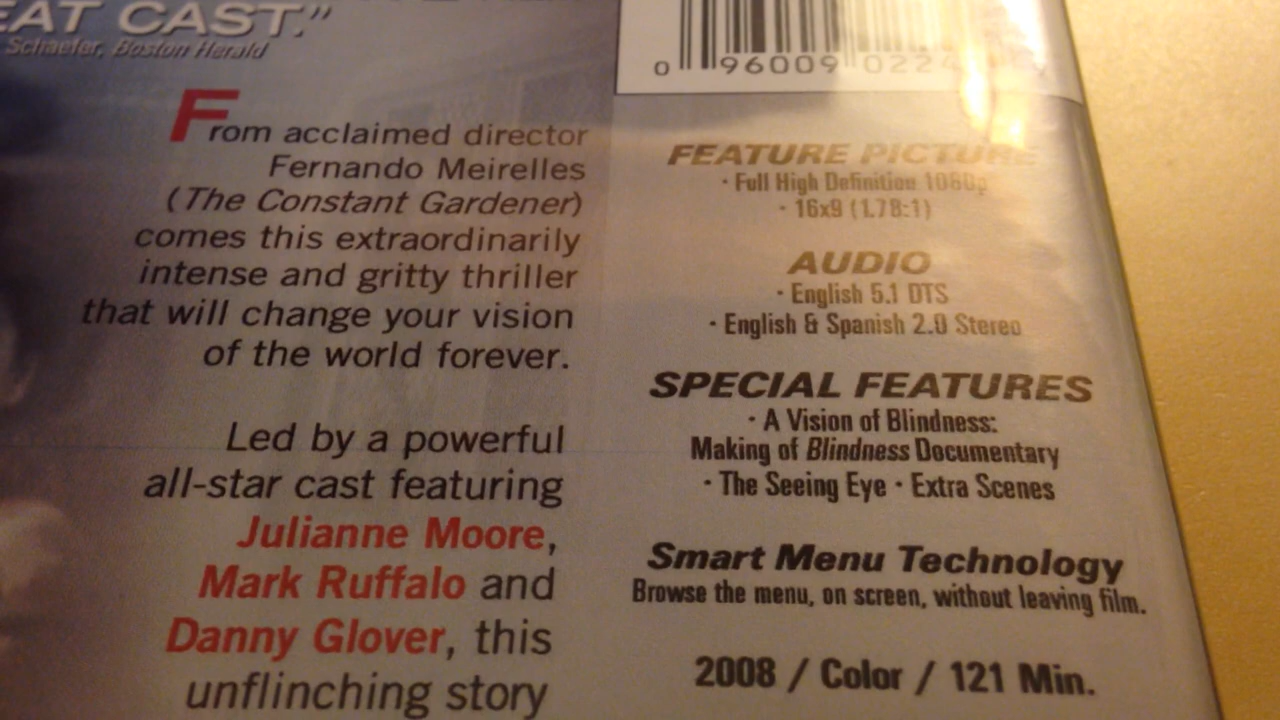 EAT CAST."
Schaefer, Boston Herald
From acclaimed director
Fernando Meirelles
(The Constant Gardener)
comes this extraordinarily
intense and gritty thriller
that will change your vision
of the world forever.
Led by a powerful
all-star cast featuring
Julianne Moore,
Mark Ruffalo and
Danny Glover, this
unflinching story
0 96009 022
FEATURE PICTURE
· Full High Definition 1080p
· 16x9 (1.78:1)
AUDIO
· English 5.1 DTS
· English & Spanish 2.0 Stereo
SPECIAL FEATURES
· A Vision of Blindness:
Making of Blindness Documentary
· The Seeing Eye · Extra Scenes
Smart Menu Technology
Browse the menu, on screen, without leaving film.
2008 / Color / 121 Min.